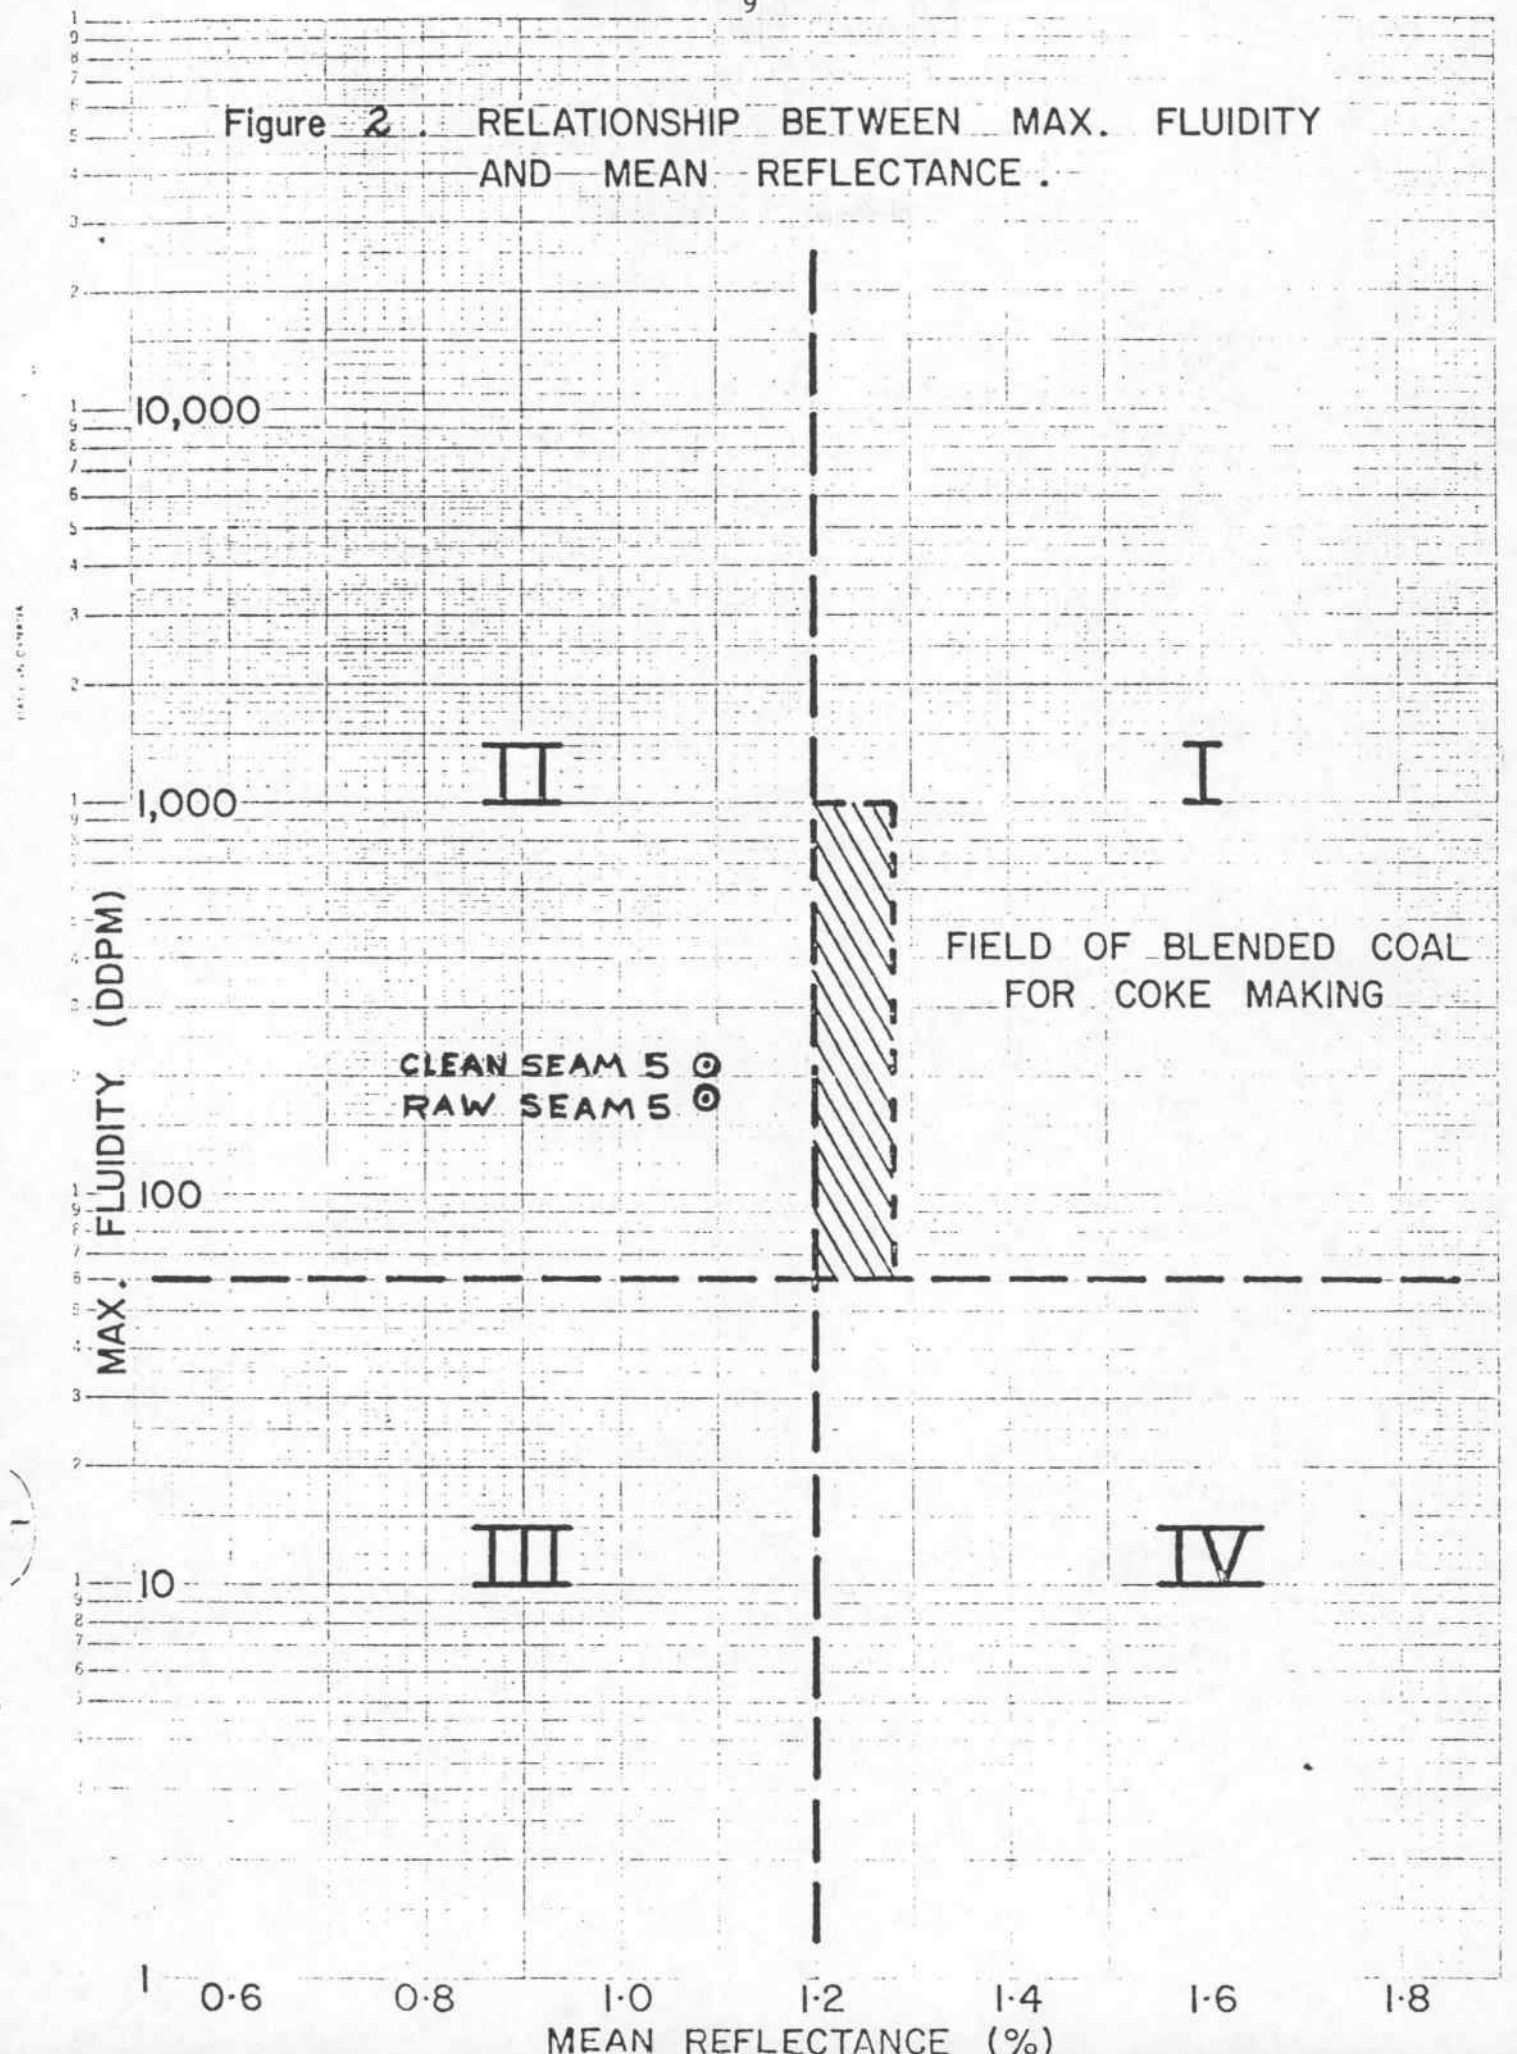 9
Figure 2. RELATIONSHIP BETWEEN MAX. FLUIDITY
AND MEAN REFLECTANCE.
10,000
II
I
1,000
FIELD OF BLENDED COAL
FOR COKE MAKING
CLEAN SEAM 5
RAW SEAM 5
100
III
IV
10
1
0.6 0.8 1.0 1.2 1.4 1.6 1.8
MEAN REFLECTANCE (%)
MAX. FLUIDITY (DDPM)